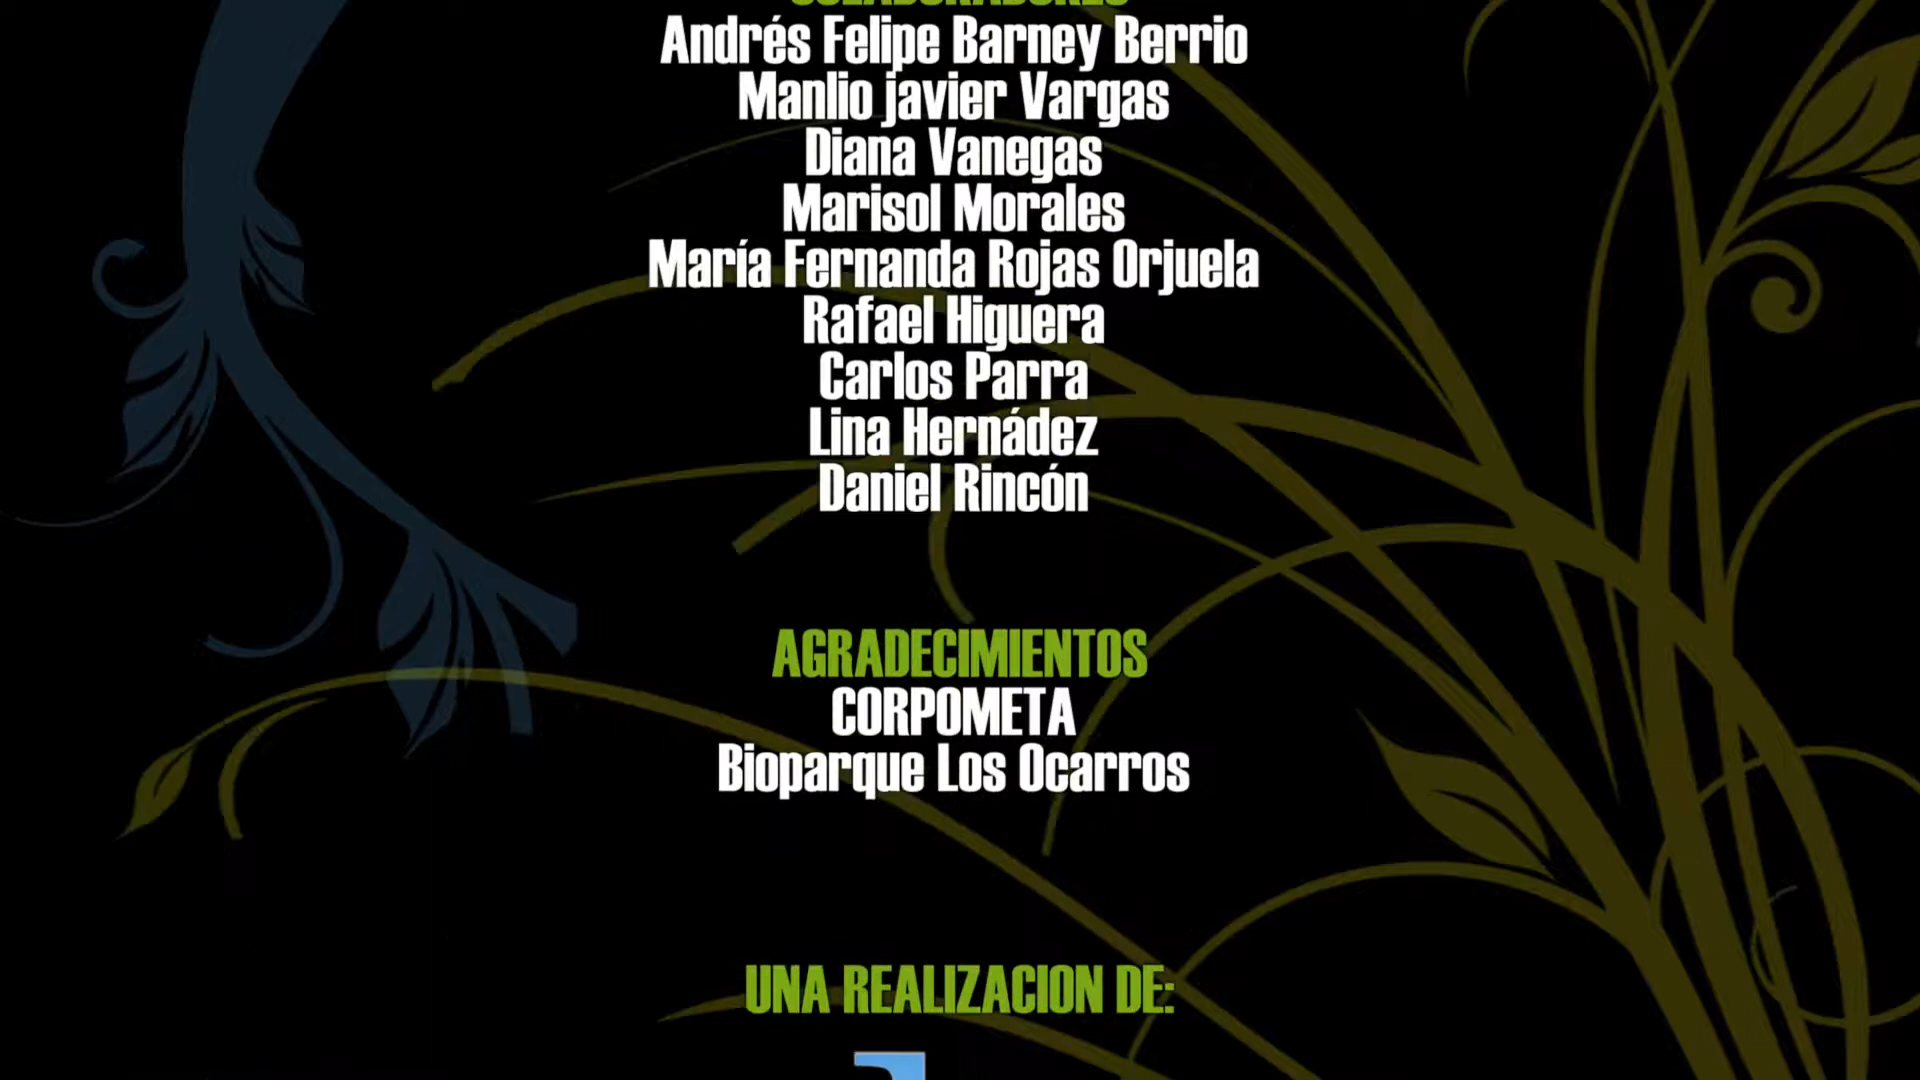 COLABORADORES
Andrés Felipe Barney Berrio
Manlio javier Vargas
Diana Vanegas
Marisol Morales
María Fernanda Rojas Orjuela
Rafael Higuera
Carlos Parra
Lina Hernádez
Daniel Rincón
AGRADECIMIENTOS
CORPOMETA
Bioparque Los Ocarros
UNA REALIZACION DE: